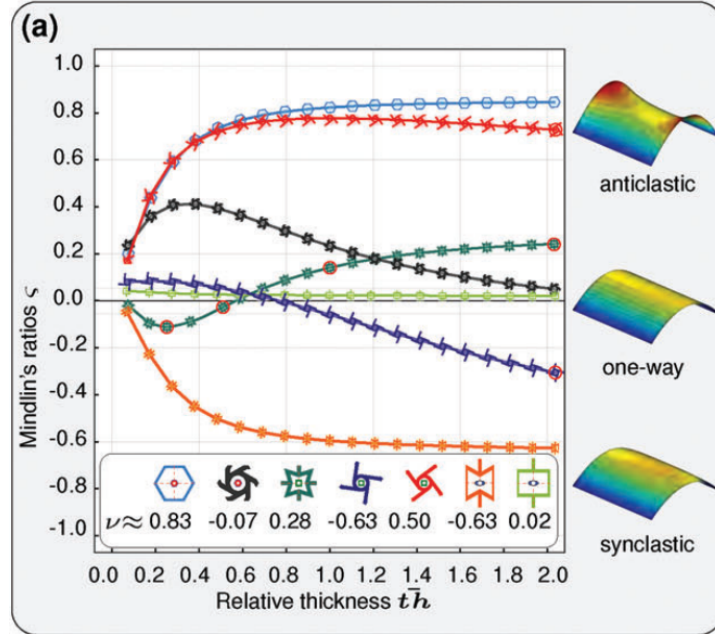 (a)
1.0
0.8
0.6
0.4
0.2
0.0
-0.2
-0.4
-0.6
-0.8
-1.0
Mindlin's ratios ς
ν≈ 0.83 -0.07 0.28 -0.63 0.50 -0.63 0.02
0.0 0.2 0.4 0.6 0.8 1.0 1.2 1.4 1.6 1.8 2.0
Relative thickness th̄
anticlastic
one-way
synclastic